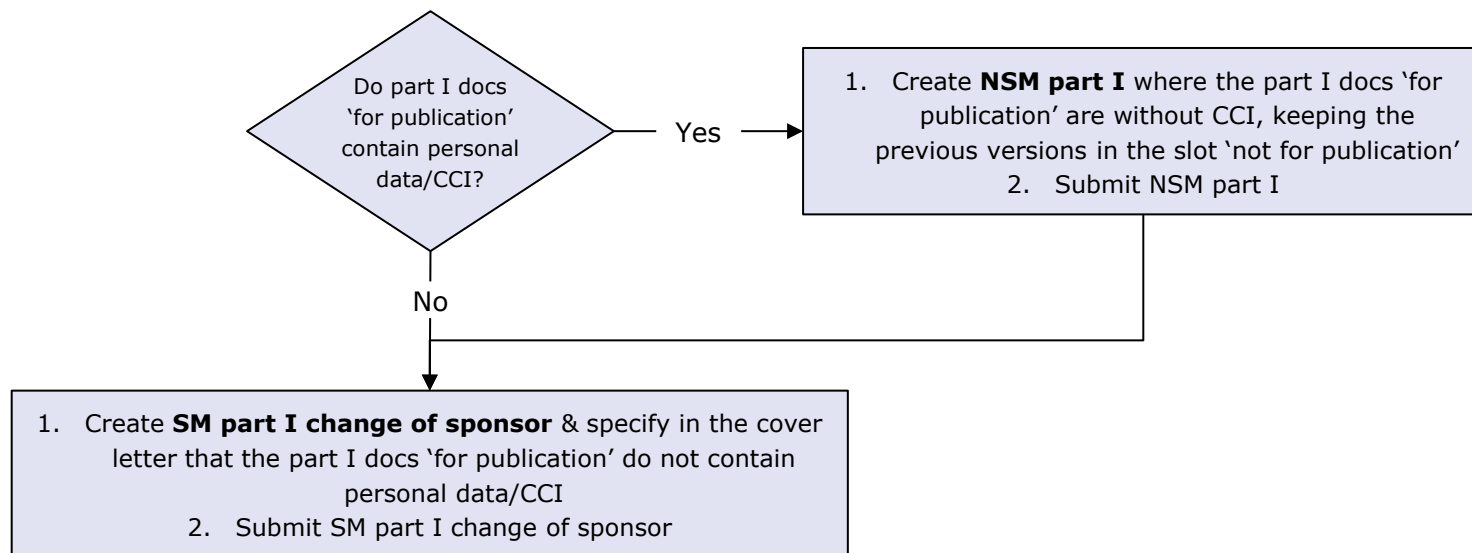 Do part I docs
‘for publication’
contain personal
data/CCI?
Yes
1. Create NSM part I where the part I docs ‘for
publication’ are without CCI, keeping the
previous versions in the slot ‘not for publication’
2. Submit NSM part I
No
1. Create SM part I change of sponsor & specify in the cover
letter that the part I docs ‘for publication’ do not contain
personal data/CCI
2. Submit SM part I change of sponsor